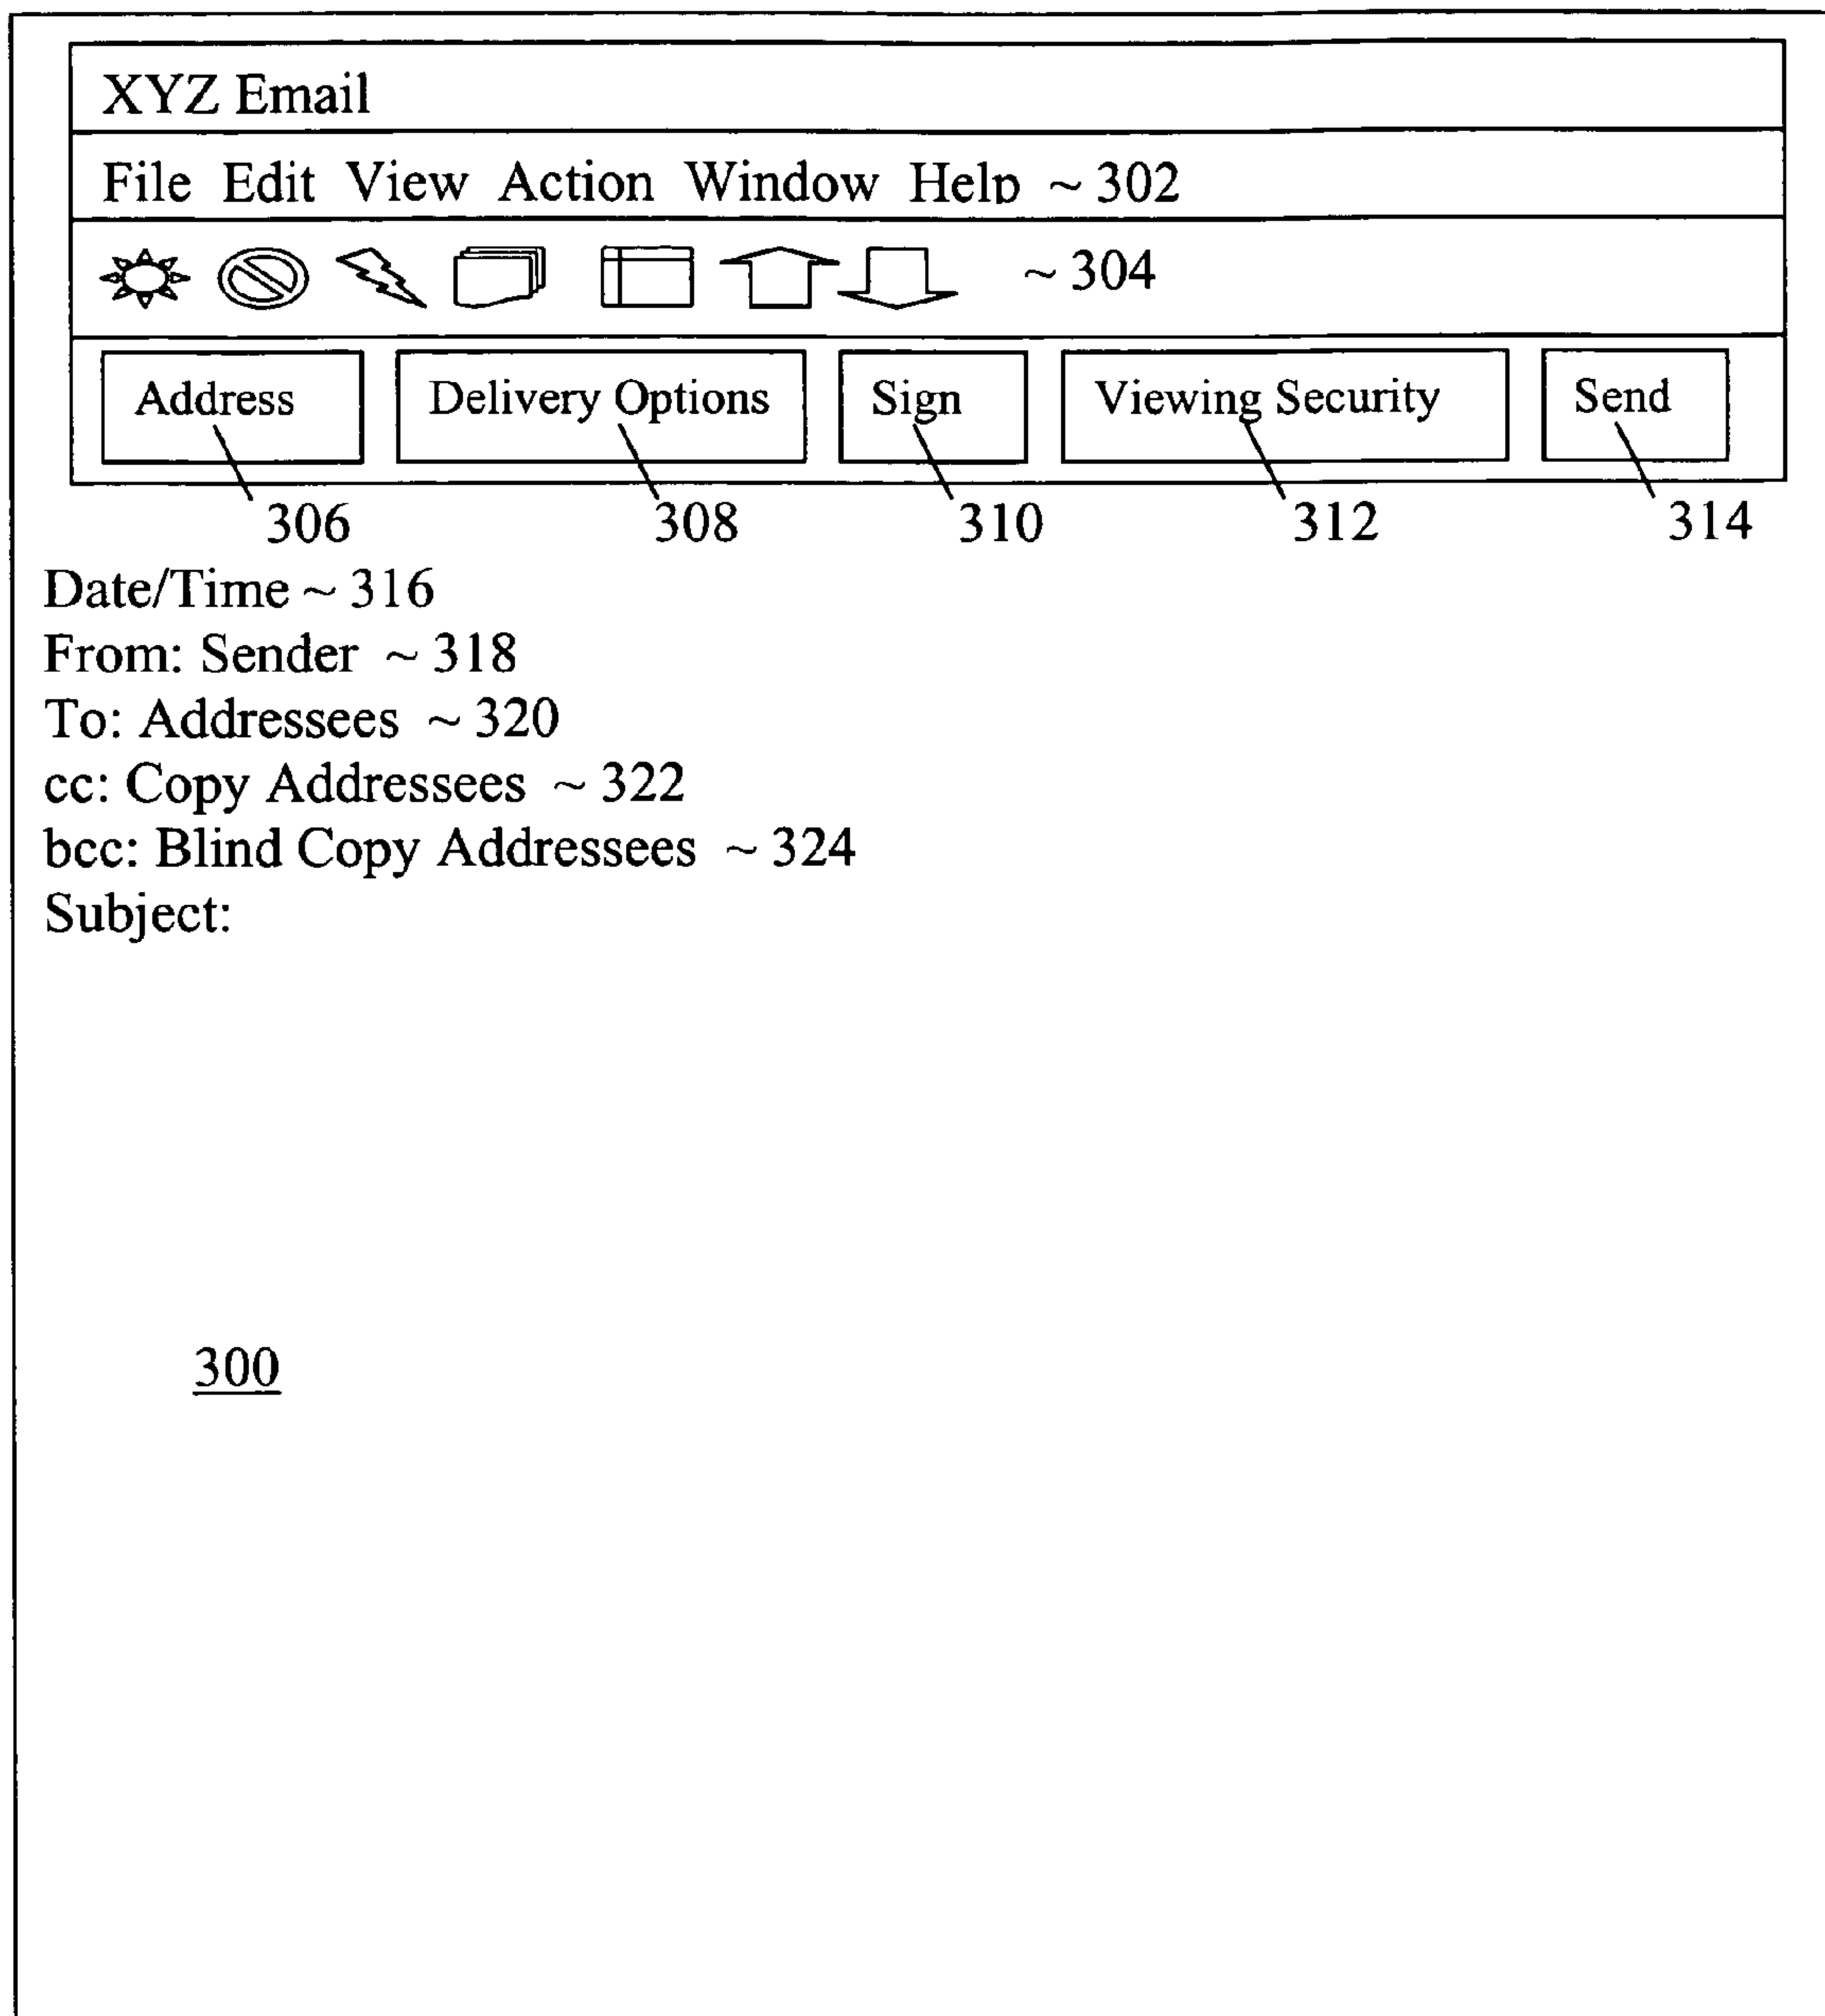 XYZ Email
File Edit View Action Window Help ~ 302
~ 304
Address Delivery Options Sign Viewing Security Send
306 308 310 312 314
Date/Time ~ 316
From: Sender ~ 318
To: Addressees ~ 320
cc: Copy Addressees ~ 322
bcc: Blind Copy Addressees ~ 324
Subject:
300